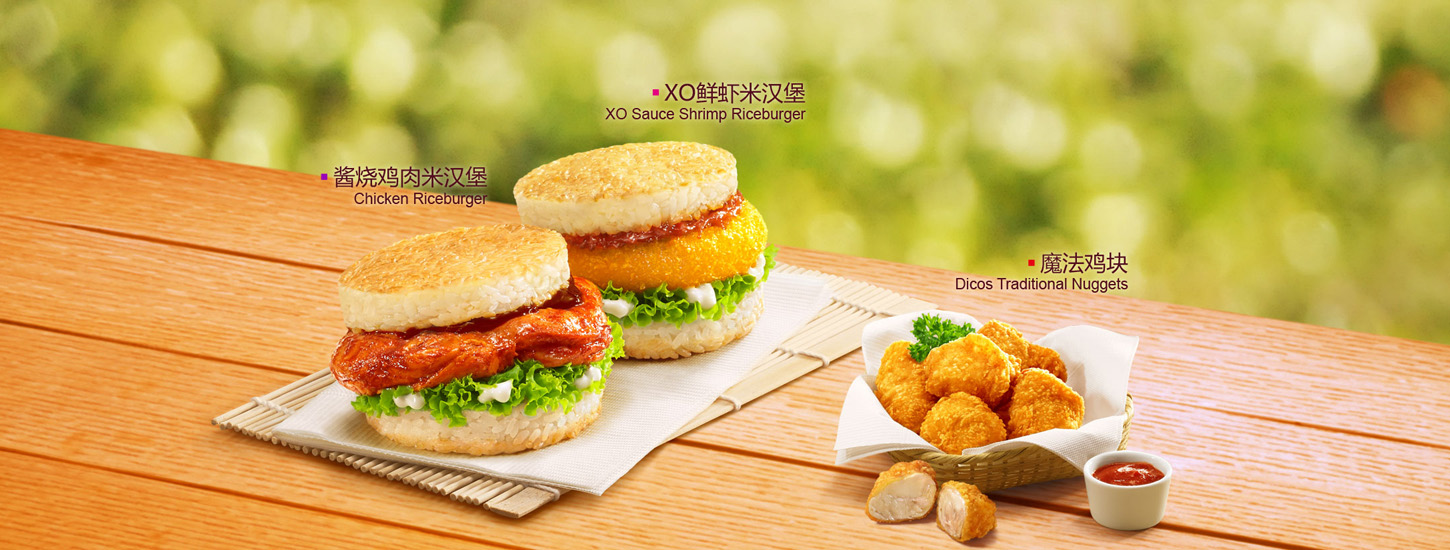 XO鲜虾米汉堡
XO Sauce Shrimp Riceburger
酱烧鸡肉米汉堡
Chicken Riceburger
魔法鸡块
Dicos Traditional Nuggets